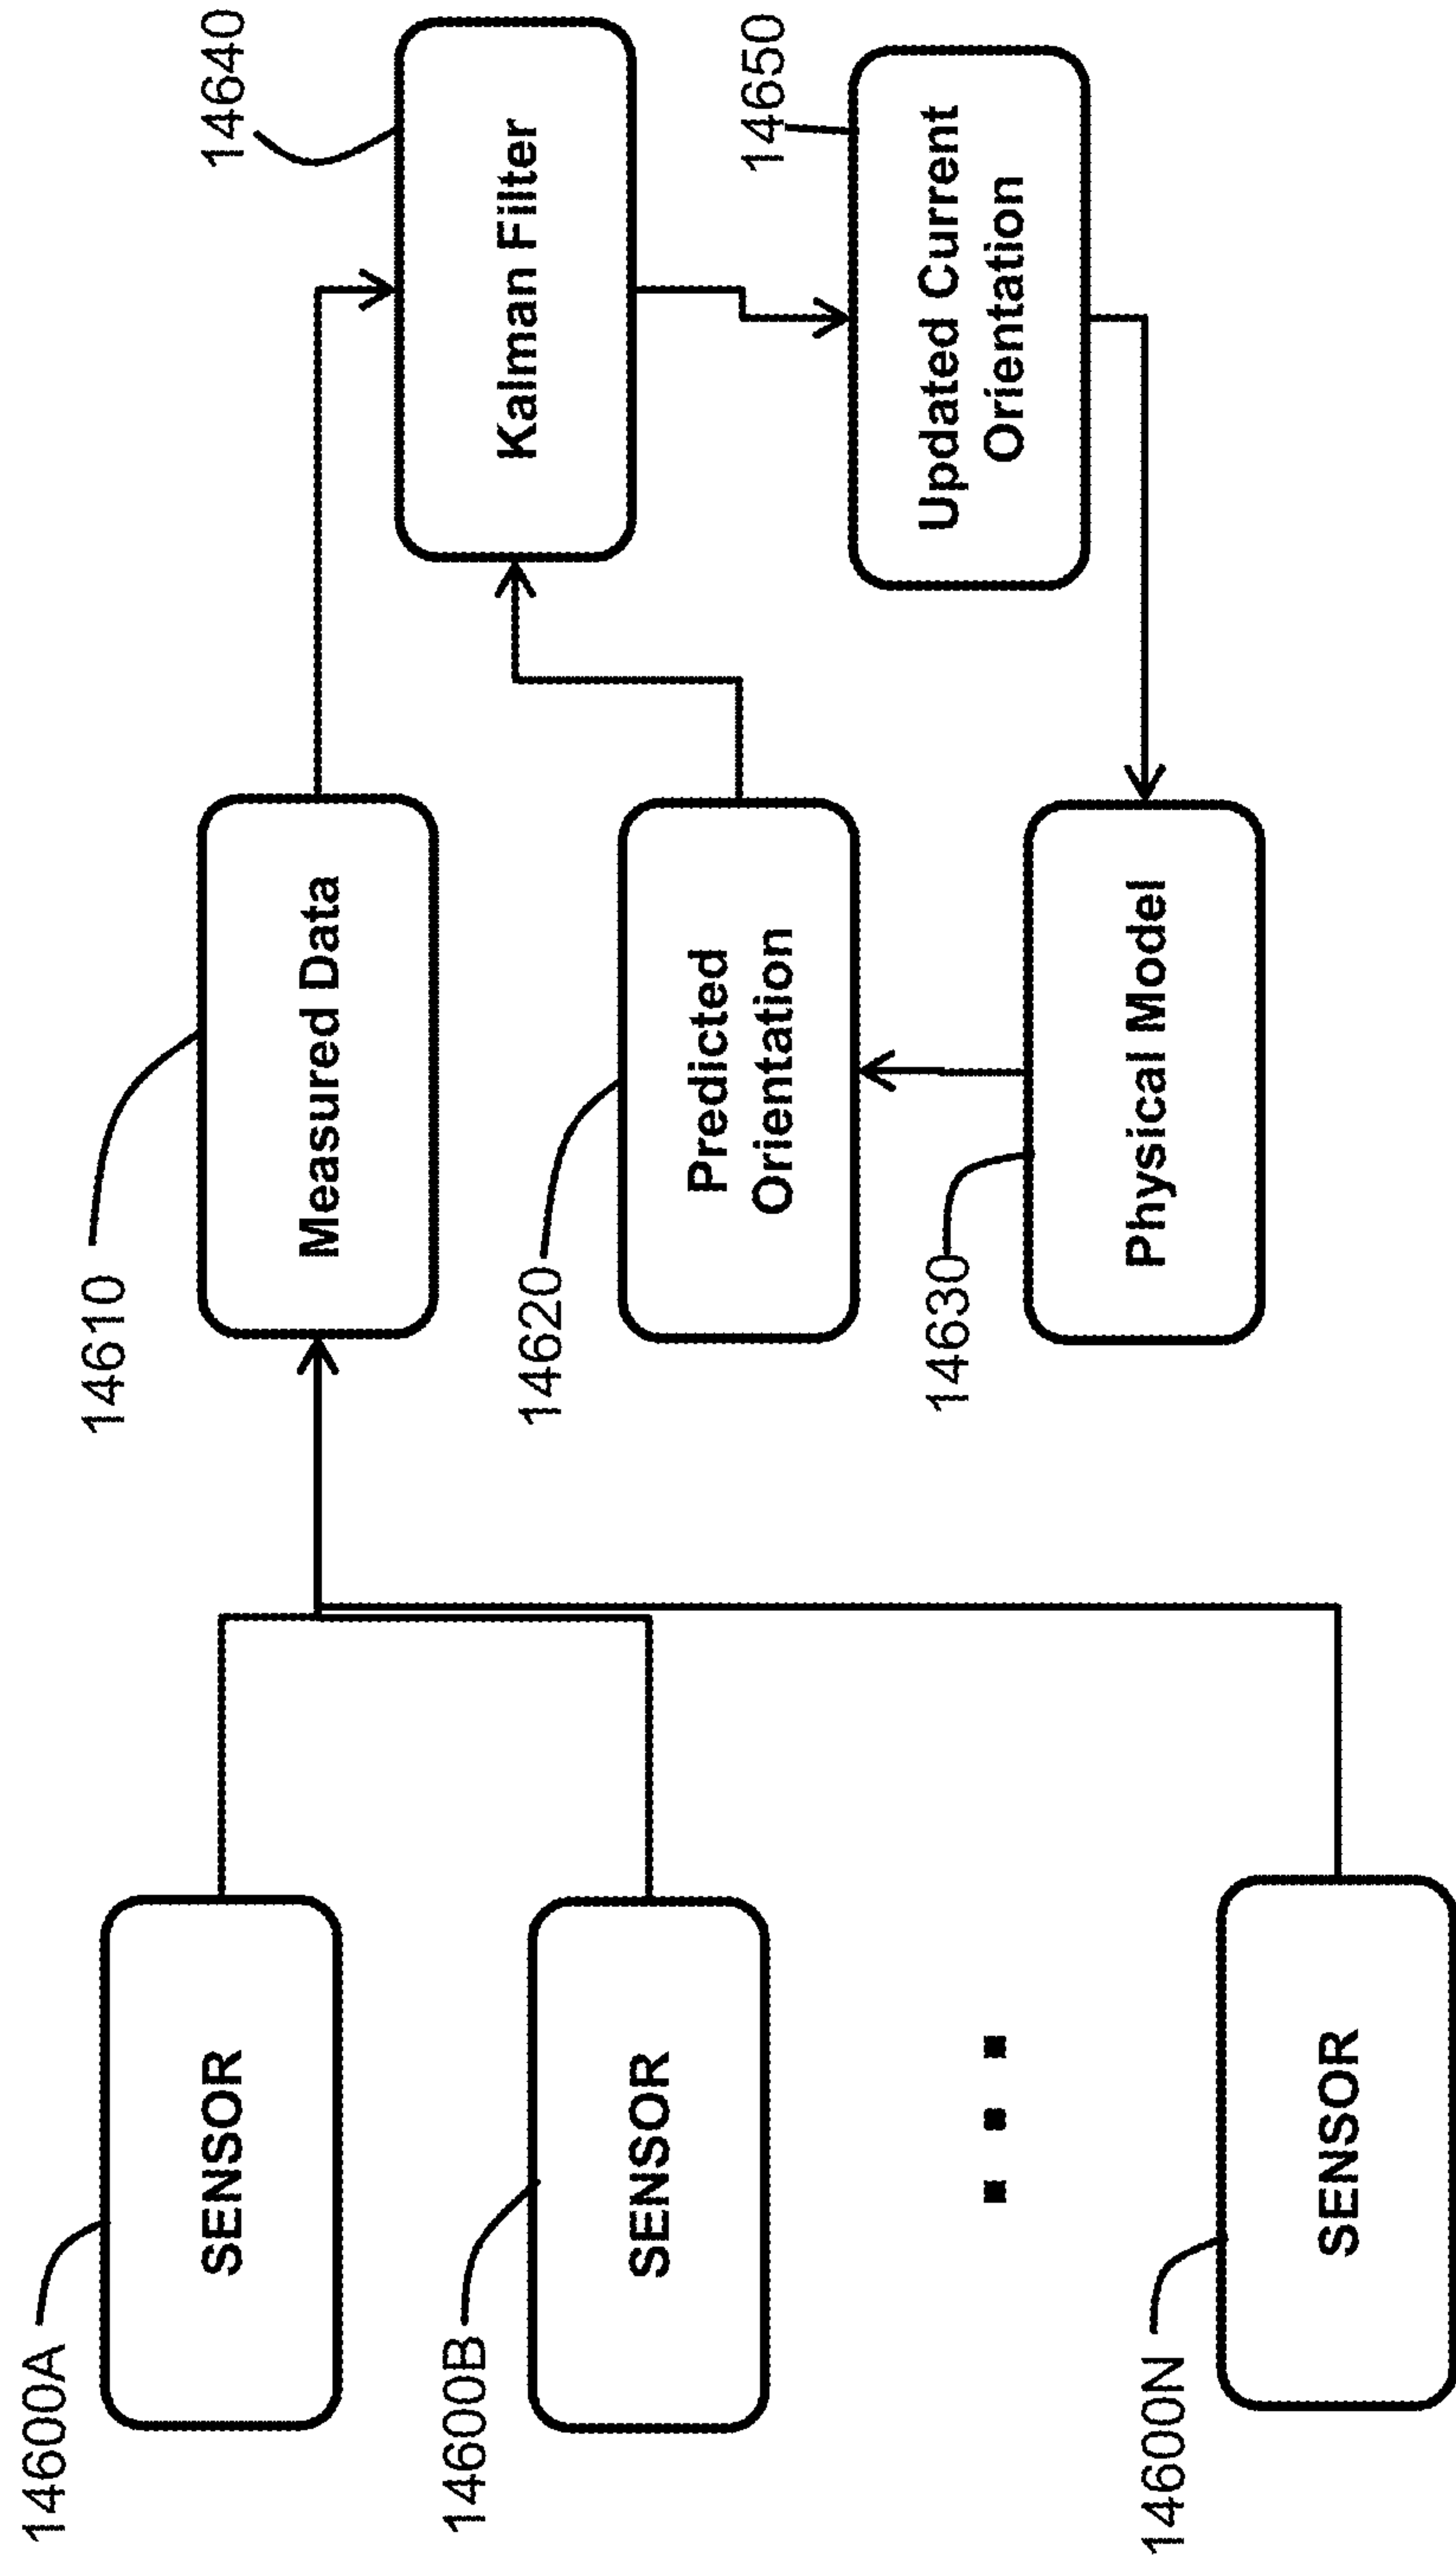 14600A
SENSOR
14600B
SENSOR
14600N
SENSOR
14610
Measured Data
14620
Predicted
Orientation
14630
Physical Model
14640
Kalman Filter
14650
Updated Current
Orientation